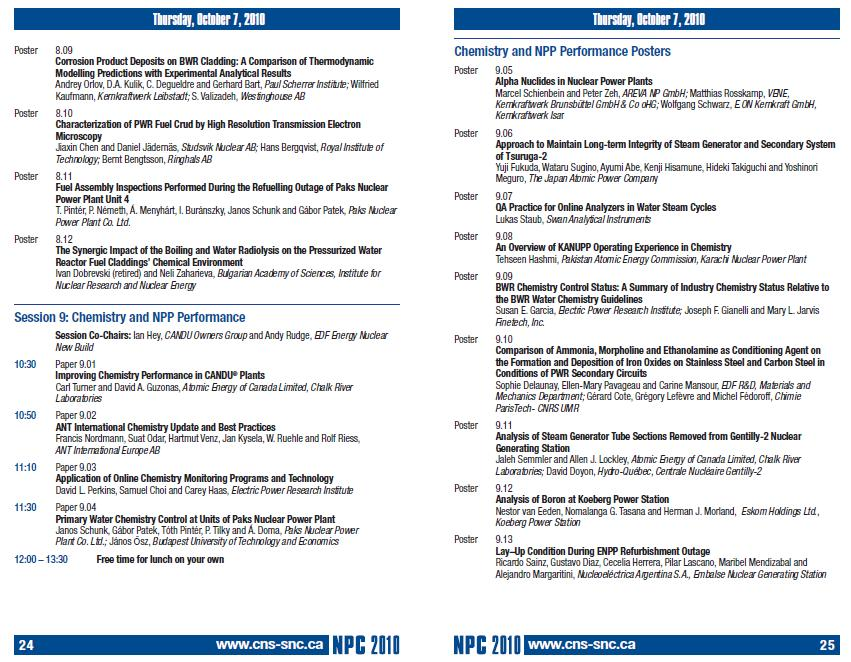 Thursday, October 7, 2010
Poster 8.09
Corrosion Product Deposits on BWR Cladding: A Comparison of Thermodynamic
Modelling Predictions with Experimental Analytical Results
Andrey Orlov, D.A. Kulik, C. Degueldre and Gerhard Bart, Paul Scherrer Institute; Wilfried
Kaufmann, Kernkraftwerk Leibstadt; S. Valizadeh, Westinghouse AB
Poster 8.10
Characterization of PWR Fuel Crud by High Resolution Transmission Electron
Microscopy
Jiaxin Chen and Daniel Jädernäs, Studsvik Nuclear AB; Hans Bergqvist, Royal Institute of
Technology; Bernt Bengtsson, Ringhals AB
Poster 8.11
Fuel Assembly Inspections Performed During the Refuelling Outage of Paks Nuclear
Power Plant Unit 4
T. Pintér, P. Németh, Á. Menyhárt, I. Buránszky, Janos Schunk and Gábor Patek, Paks Nuclear
Power Plant Co. Ltd.
Poster 8.12
The Synergic Impact of the Boiling and Water Radiolysis on the Pressurized Water
Reactor Fuel Claddings' Chemical Environment
Ivan Dobrevski (retired) and Neli Zaharieva, Bulgarian Academy of Sciences, Institute for
Nuclear Research and Nuclear Energy
Session 9: Chemistry and NPP Performance
Session Co-Chairs: Ian Hey, CANDU Owners Group and Andy Rudge, EDF Energy Nuclear
New Build
10:30 Paper 9.01
Improving Chemistry Performance in CANDU® Plants
Carl Turner and David A. Guzonas, Atomic Energy of Canada Limited, Chalk River
Laboratories
10:50 Paper 9.02
ANT International Chemistry Update and Best Practices
Francis Nordmann, Suat Odar, Hartmut Venz, Jan Kysela, W. Ruehle and Rolf Riess,
ANT International Europe AB
11:10 Paper 9.03
Application of Online Chemistry Monitoring Programs and Technology
David L. Perkins, Samuel Choi and Carey Haas, Electric Power Research Institute
11:30 Paper 9.04
Primary Water Chemistry Control at Units of Paks Nuclear Power Plant
Janos Schunk, Gábor Patek, Tóth Pintér, P. Tilky and Á. Doma, Paks Nuclear Power
Plant Co. Ltd.; János Ősz, Budapest University of Technology and Economics
12:00 – 13:30 Free time for lunch on your own
24 www.cns-snc.ca NPC 2010
Thursday, October 7, 2010
Chemistry and NPP Performance Posters
Poster 9.05
Alpha Nuclides in Nuclear Power Plants
Marcel Schienbein and Peter Zeh, AREVA NP GmbH; Matthias Rosskamp, VENE,
Kernkraftwerk Brunsbüttel GmbH & Co oHG; Wolfgang Schwarz, E.ON Kernkraft GmbH,
Kernkraftwerk Isar
Poster 9.06
Approach to Maintain Long-term Integrity of Steam Generator and Secondary System
of Tsuruga-2
Yuji Fukuda, Wataru Sugino, Ayumi Abe, Kenji Hisamune, Hideki Takiguchi and Yoshinori
Meguro, The Japan Atomic Power Company
Poster 9.07
QA Practice for Online Analyzers in Water Steam Cycles
Lukas Staub, Swan Analytical Instruments
Poster 9.08
An Overview of KANUPP Operating Experience in Chemistry
Tehseen Hashmi, Pakistan Atomic Energy Commission, Karachi Nuclear Power Plant
Poster 9.09
BWR Chemistry Control Status: A Summary of Industry Chemistry Status Relative to
the BWR Water Chemistry Guidelines
Susan E. Garcia, Electric Power Research Institute; Joseph F. Gianelli and Mary L. Jarvis
Finetech, Inc.
Poster 9.10
Comparison of Ammonia, Morpholine and Ethanolamine as Conditioning Agent on
the Formation and Deposition of Iron Oxides on Stainless Steel and Carbon Steel in
Conditions of PWR Secondary Circuits
Sophie Delaunay, Ellen-Mary Pavageau and Carine Mansour, EDF R&D, Materials and
Mechanics Department; Gérard Cote, Grégory Lefèvre and Michel Fédoroff, Chimie
ParisTech- CNRS UMR
Poster 9.11
Analysis of Steam Generator Tube Sections Removed from Gentilly-2 Nuclear
Generating Station
Jaleh Semmler and Allen J. Lockley, Atomic Energy of Canada Limited, Chalk River
Laboratories; David Doyon, Hydro-Québec, Centrale Nucléaire Gentilly-2
Poster 9.12
Analysis of Boron at Koeberg Power Station
Nestor van Eeden, Nomalanga G. Tasana and Herman J. Morland, Eskom Holdings Ltd.,
Koeberg Power Station
Poster 9.13
Lay–Up Condition During ENPP Refurbishment Outage
Ricardo Sainz, Gustavo Diaz, Cecelia Herrera, Pilar Lascano, Maribel Mendizabal and
Alejandro Margaritini, Nucleoeléctrica Argentina S.A., Embalse Nuclear Generating Station
NPC 2010 www.cns-snc.ca 25